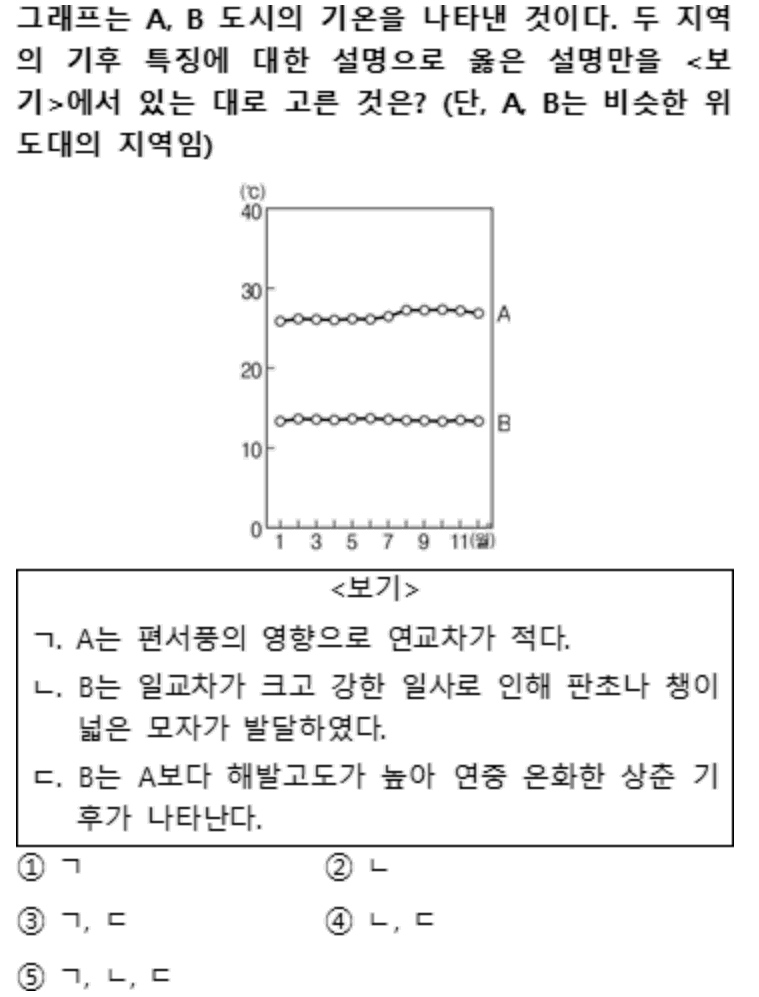 그래프는 A, B 도시의 기온을 나타낸 것이다. 두 지역
의 기후 특징에 대한 설명으로 옳은 설명만을 <보
기>에서 있는 대로 고른 것은? (단, A, B는 비슷한 위
도대의 지역임)
(℃)
40
30
A
20
B
10
0
1 3 5 7 9 11(월)
<보기>
ㄱ. A는 편서풍의 영향으로 연교차가 적다.
ㄴ. B는 일교차가 크고 강한 일사로 인해 판초나 챙이
넓은 모자가 발달하였다.
ㄷ. B는 A보다 해발고도가 높아 연중 온화한 상춘 기
후가 나타난다.
① ㄱ ② ㄴ
③ ㄱ, ㄷ ④ ㄴ, ㄷ
⑤ ㄱ, ㄴ, ㄷ